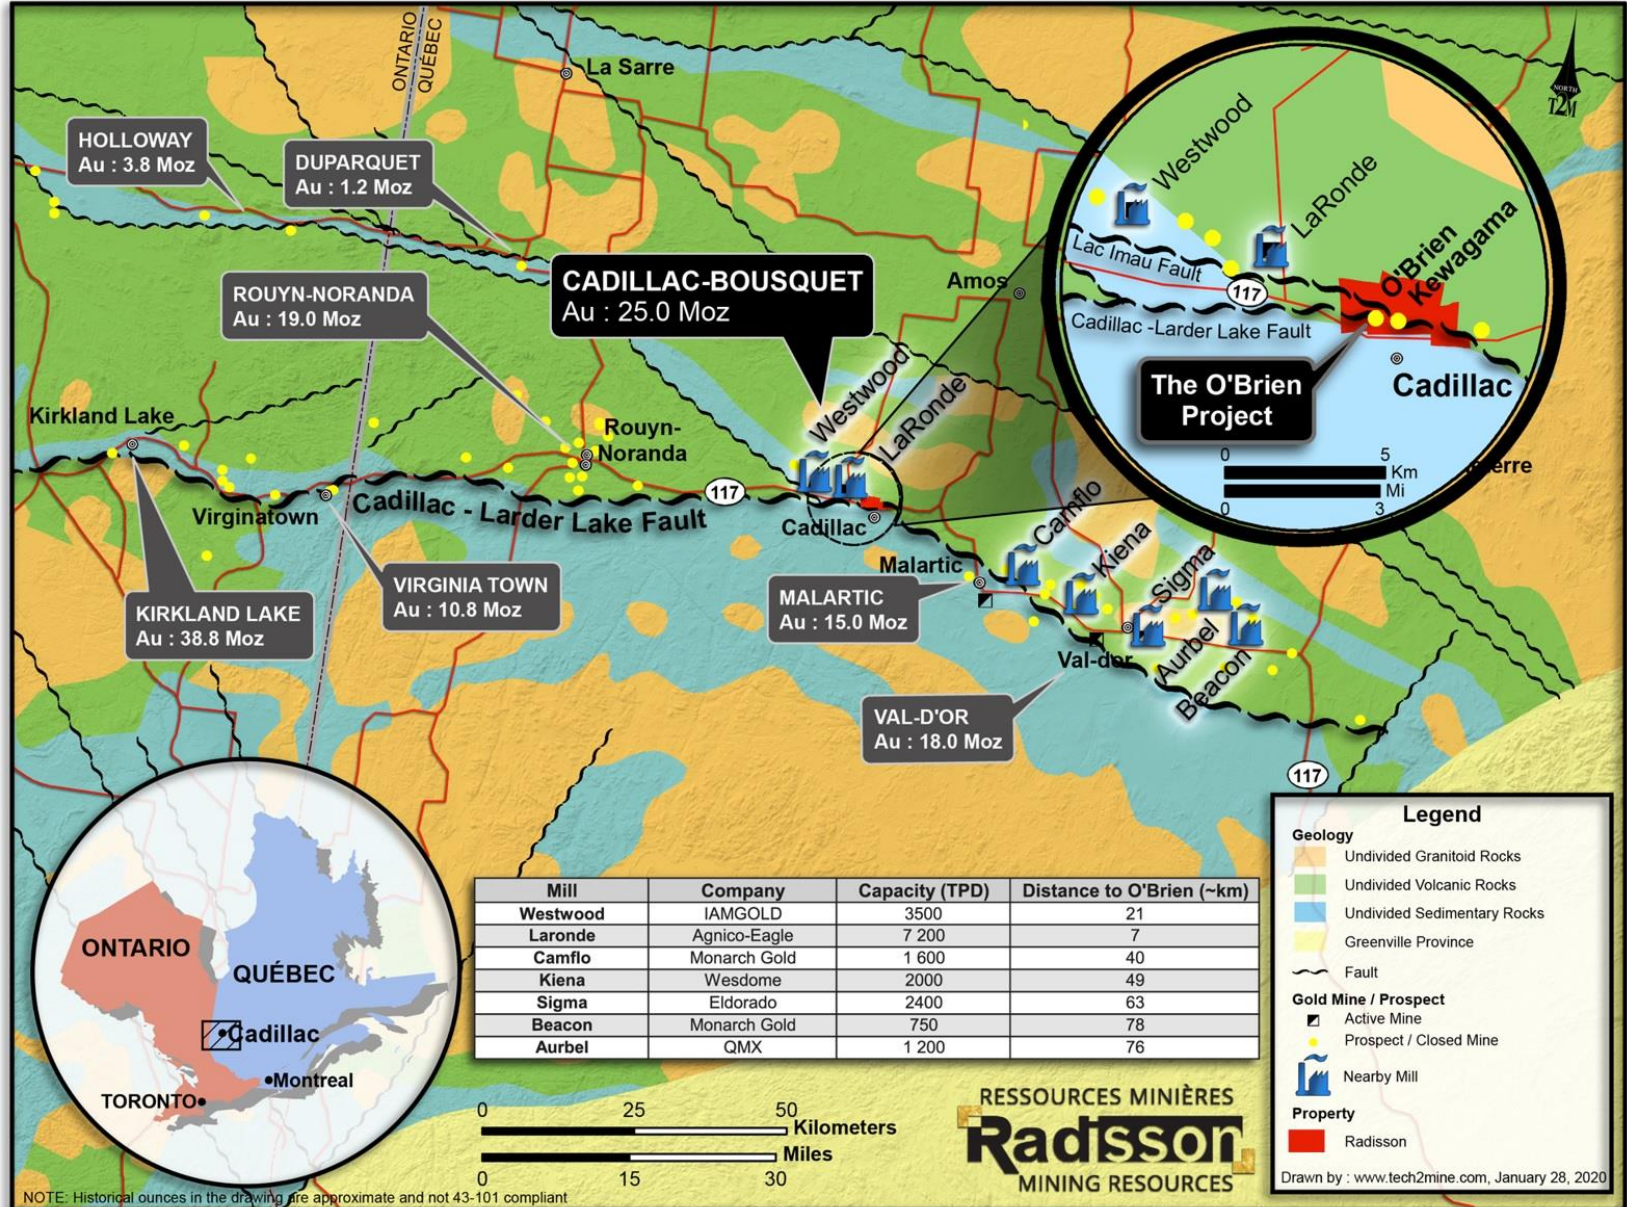 ONTARIO
QUÉBEC
La Sarre
HOLLOWAY
Au : 3.8 Moz
DUPARQUET
Au : 1.2 Moz
ROUYN-NORANDA
Au : 19.0 Moz
CADILLAC-BOUSQUET
Au : 25.0 Moz
Amos
Kirkland Lake
Rouyn-
Noranda
Westwood
LaRonde
117
Virginatown
Cadillac - Larder Lake Fault
Cadillac
Camflo
Kiena
Sigma
Malartic
KIRKLAND LAKE
Au : 38.8 Moz
VIRGINIA TOWN
Au : 10.8 Moz
MALARTIC
Au : 15.0 Moz
Val-dor
Aurbel
Beacon
VAL-D'OR
Au : 18.0 Moz
117
NORTH
T2M
Westwood
LaRonde
Lac Imau Fault
117
O'Brien
Kewagama
Cadillac -Larder Lake Fault
The O'Brien
Project
Cadillac
0 5
Km
Mi
0 3
ONTARIO
QUÉBEC
Cadillac
Montreal
TORONTO
Mill Company Capacity (TPD) Distance to O'Brien (~km)
Westwood IAMGOLD 3500 21
Laronde Agnico-Eagle 7 200 7
Camflo Monarch Gold 1 600 40
Kiena Wesdome 2000 49
Sigma Eldorado 2400 63
Beacon Monarch Gold 750 78
Aurbel QMX 1 200 76
0 25 50
Kilometers
Miles
0 15 30
RESSOURCES MINIÈRES
Radisson
MINING RESOURCES
Legend
Geology
Undivided Granitoid Rocks
Undivided Volcanic Rocks
Undivided Sedimentary Rocks
Greenville Province
Fault
Gold Mine / Prospect
Active Mine
Prospect / Closed Mine
Nearby Mill
Property
Radisson
Drawn by : www.tech2mine.com, January 28, 2020
NOTE: Historical ounces in the drawing are approximate and not 43-101 compliant